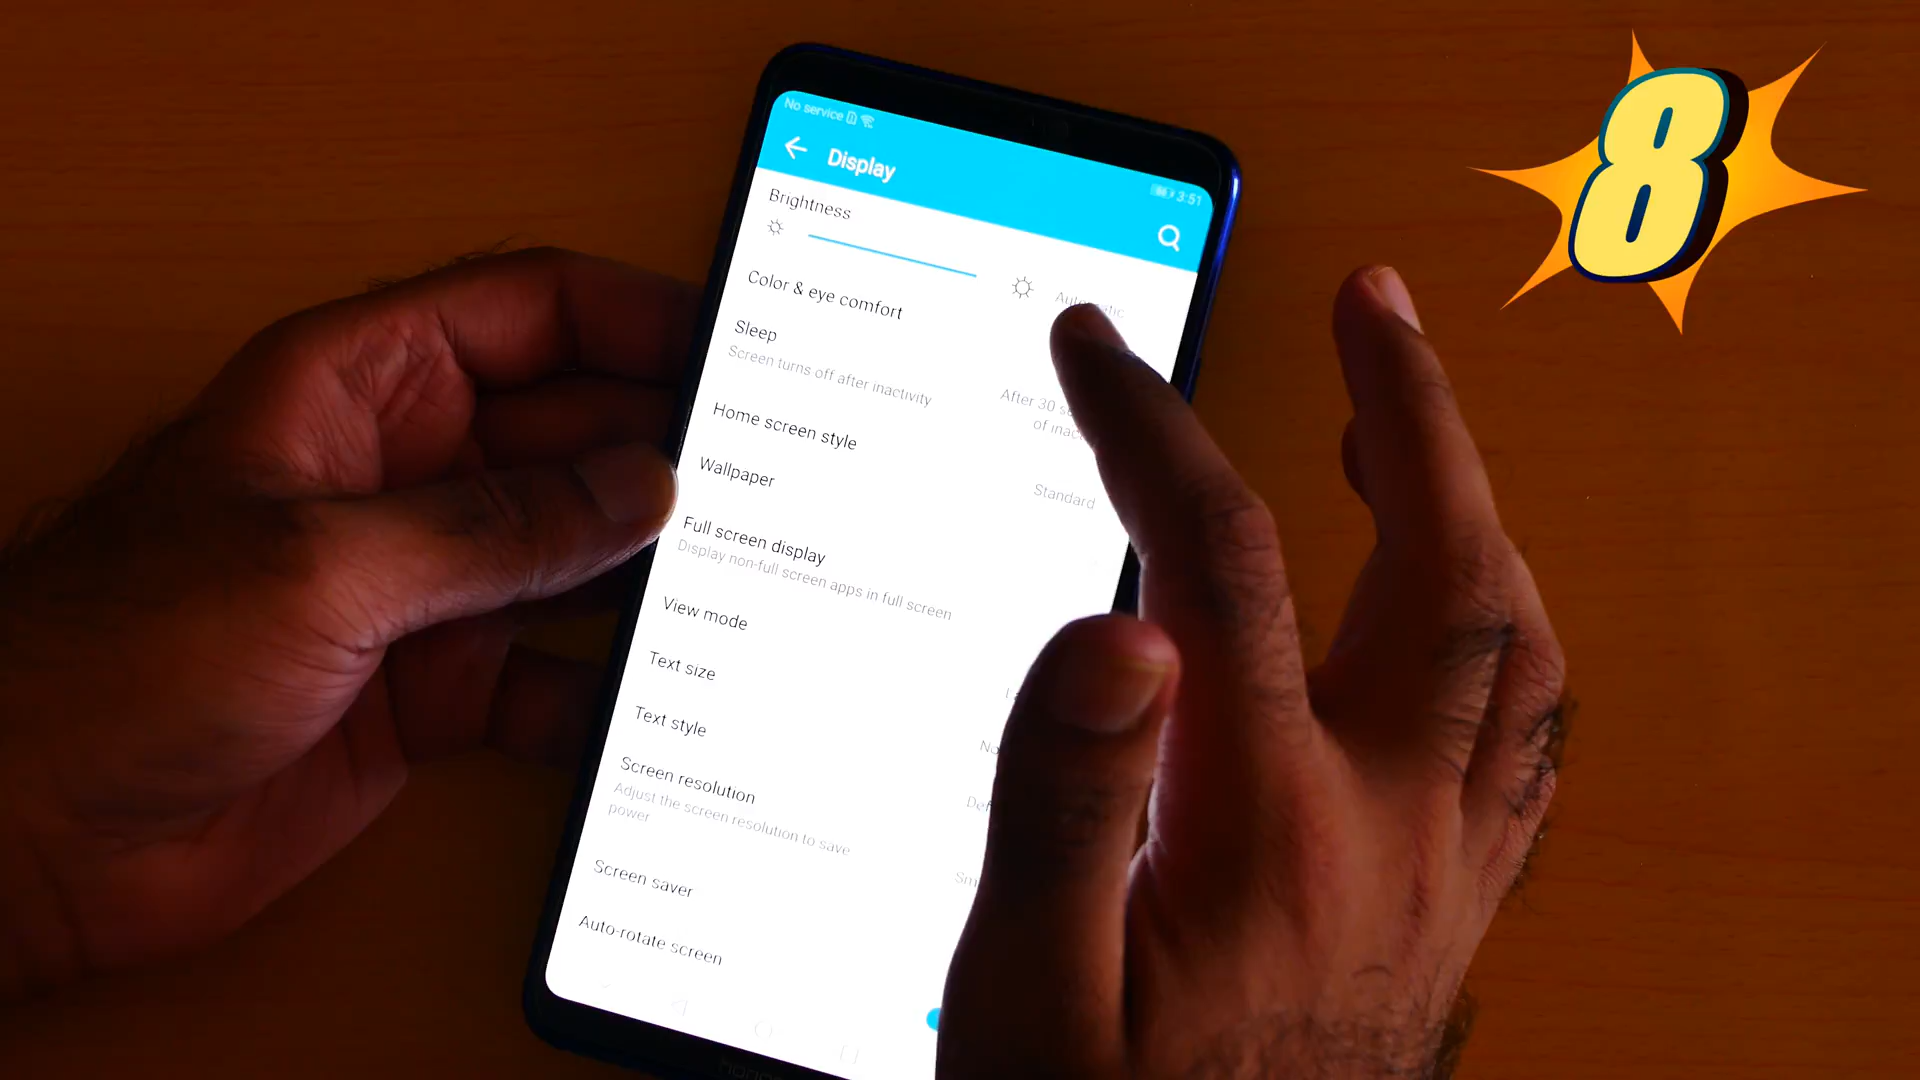 8
No service
3:51
Display
Brightness
Color & eye comfort
Sleep
Screen turns off after inactivity
After 30
of
Home screen style
Standard
Wallpaper
Full screen display
Display non-full screen apps in full screen
View mode
Text size
Text style
Screen resolution
Adjust the screen resolution to save
power
Screen saver
Auto-rotate screen